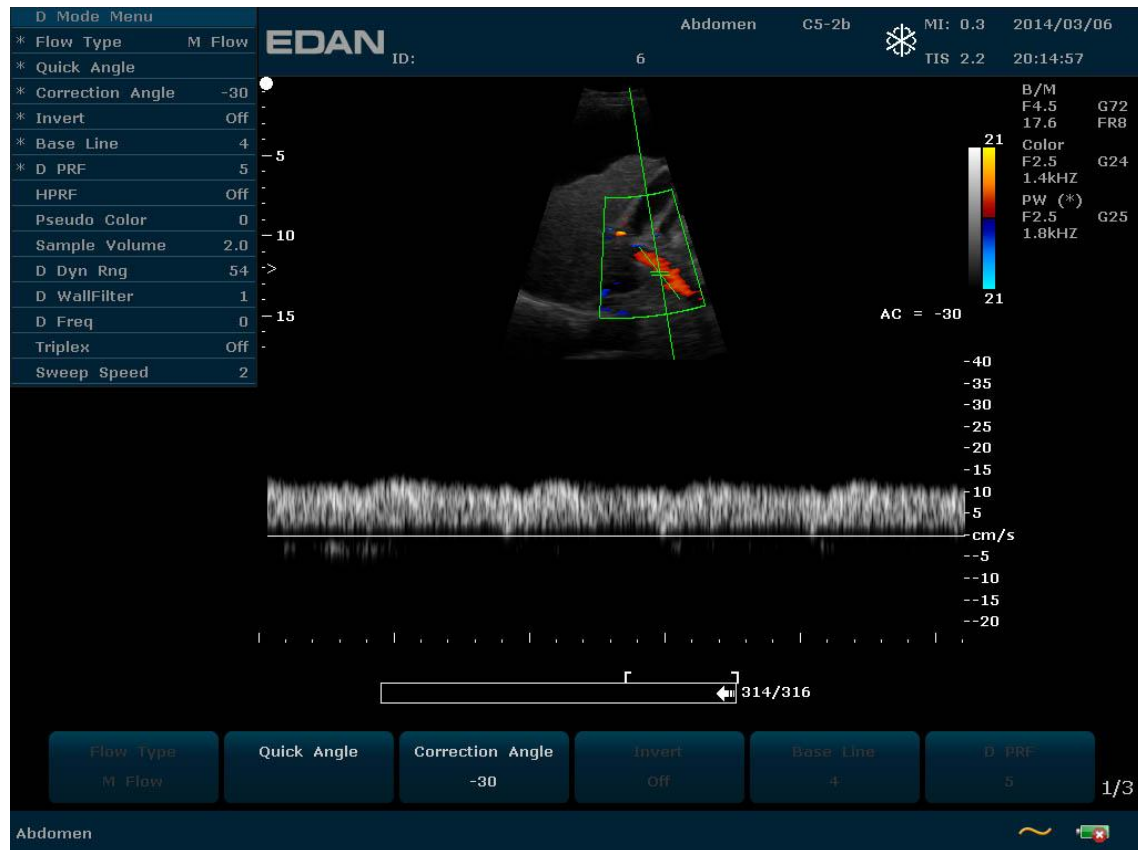 D Mode Menu
* Flow Type M Flow
* Quick Angle
* Correction Angle -30
* Invert Off
* Base Line 4
* D PRF 5
HPRF Off
Pseudo Color 0
Sample Volume 2.0
D Dyn Rng 54
D WallFilter 1
D Freq 0
Triplex Off
Sweep Speed 2
EDAN
ID:
6
Abdomen C5-2b
MI: 0.3 2014/03/06
TIS 2.2 20:14:57
5
10
>
15
21
21
B/M
F4.5 G72
17.6 FR8
Color
F2.5 G24
1.4kHZ
PW (*)
F2.5 G25
1.8kHZ
AC = -30
-40
-35
-30
-25
-20
-15
-10
-5
-cm/s
--5
--10
--15
--20
314/316
Flow Type
M Flow
Quick Angle
Correction Angle
-30
Invert
Off
Base Line
4
D PRF
5
1/3
Abdomen